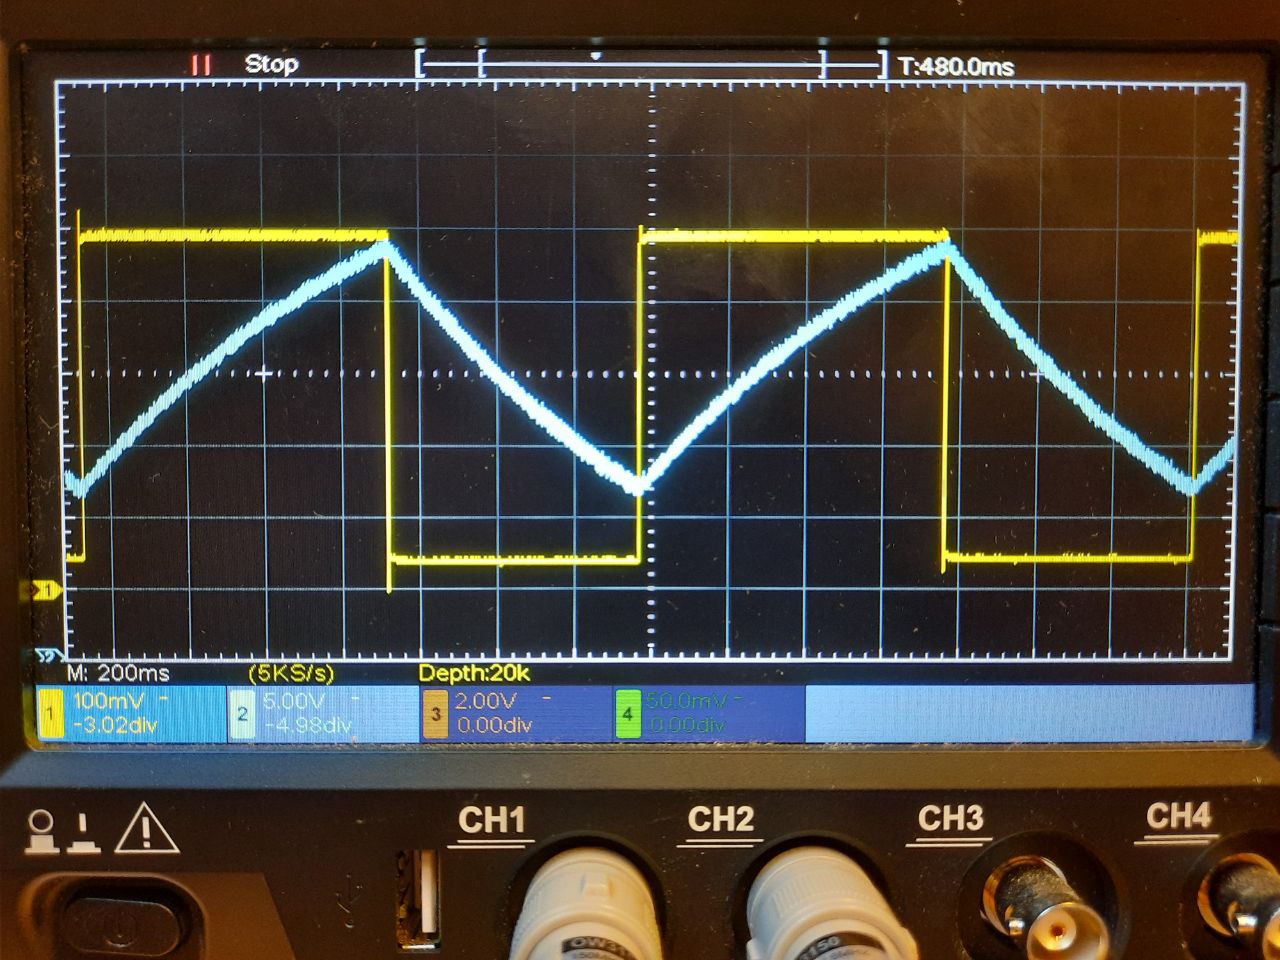 Stop
T:480.0ms
1
M: 200ms (5KS/s) Depth:20k
1 100mV -3.02div
2 5.00V -4.98div
3 2.00V 0.00div
4 50.0mV 0.00div
CH1 CH2 CH3 CH4